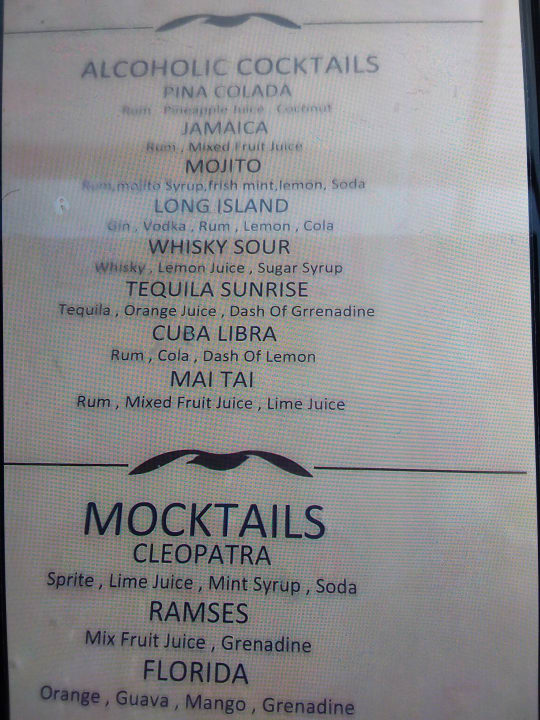 ALCOHOLIC COCKTAILS
PINA COLADA
Rum , Pineapple Juice , Coconut
JAMAICA
Rum , Mixed Fruit Juice
MOJITO
Rum,mojito Syrup,frish mint,lemon, Soda
LONG ISLAND
Gin , Vodka , Rum , Lemon , Cola
WHISKY SOUR
Whisky , Lemon Juice , Sugar Syrup
TEQUILA SUNRISE
Tequila , Orange Juice , Dash Of Grrenadine
CUBA LIBRA
Rum , Cola , Dash Of Lemon
MAI TAI
Rum , Mixed Fruit Juice , Lime Juice
MOCKTAILS
CLEOPATRA
Sprite , Lime Juice , Mint Syrup , Soda
RAMSES
Mix Fruit Juice , Grenadine
FLORIDA
Orange , Guava , Mango , Grenadine